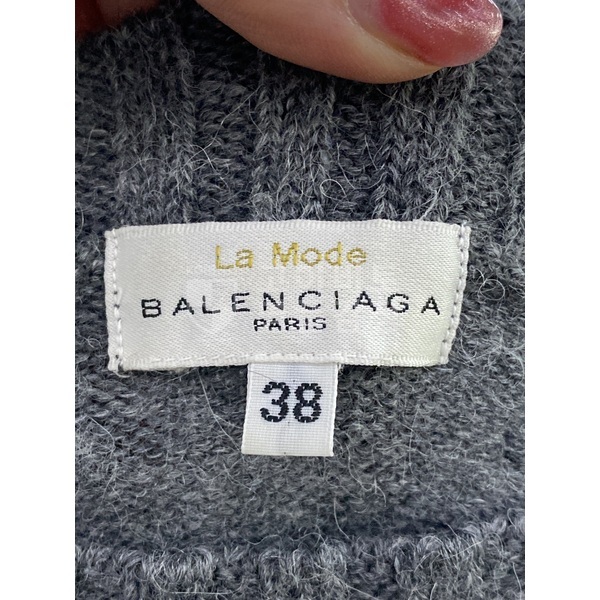 La Mode
BALENCIAGA
PARIS
38